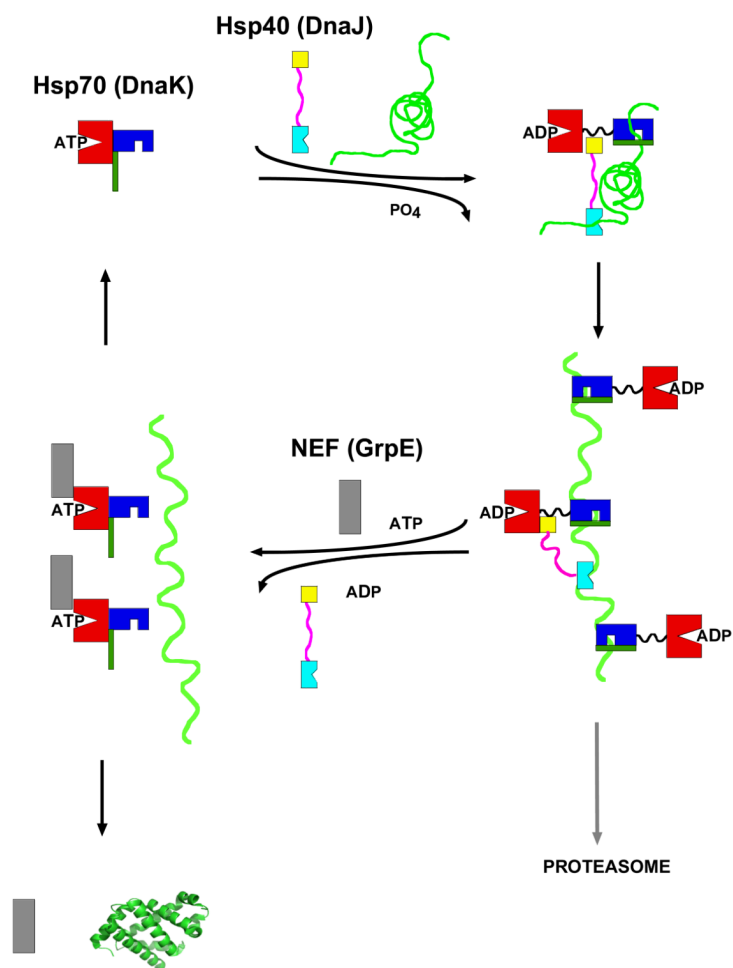 Hsp40 (DnaJ)
Hsp70 (DnaK)
ATP
ADP
PO4
ADP
NEF (GrpE)
ATP
ADP
ATP
ADP
ATP
ADP
PROTEASOME